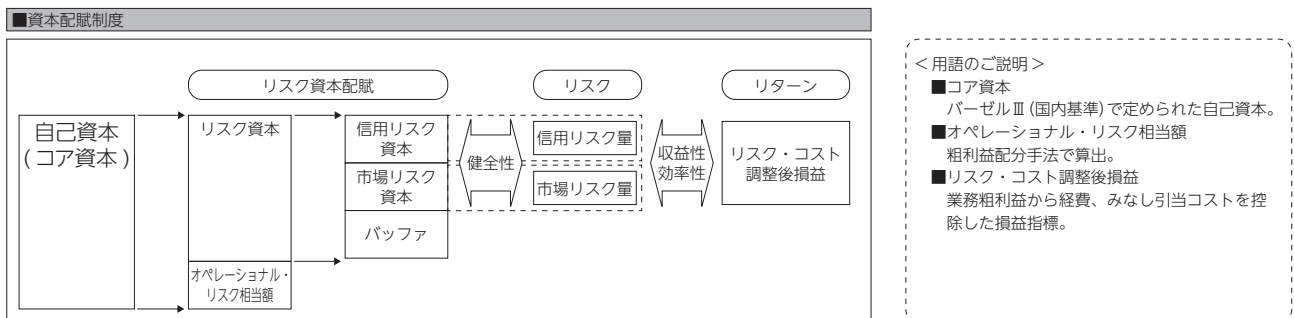 ■資本配賦制度
リスク資本配賦
リスク
リターン
自己資本
(コア資本)
リスク資本
オペレーショナル・
リスク相当額
信用リスク
資本
市場リスク
資本
バッファ
健全性
信用リスク量
市場リスク量
収益性
効率性
リスク・コスト
調整後損益
<用語のご説明>
■コア資本
バーゼルⅢ(国内基準)で定められた自己資本。
■オペレーショナル・リスク相当額
粗利益配分手法で算出。
■リスク・コスト調整後損益
業務粗利益から経費、みなし引当コストを控
除した損益指標。